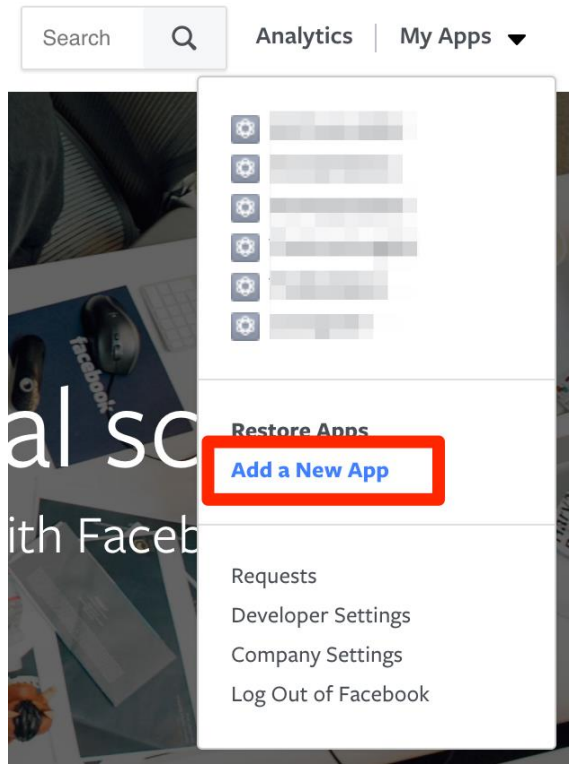 Search
Analytics | My Apps
Restore Apps
Add a New App
Requests
Developer Settings
Company Settings
Log Out of Facebook
facebook
al so
ith Faceb